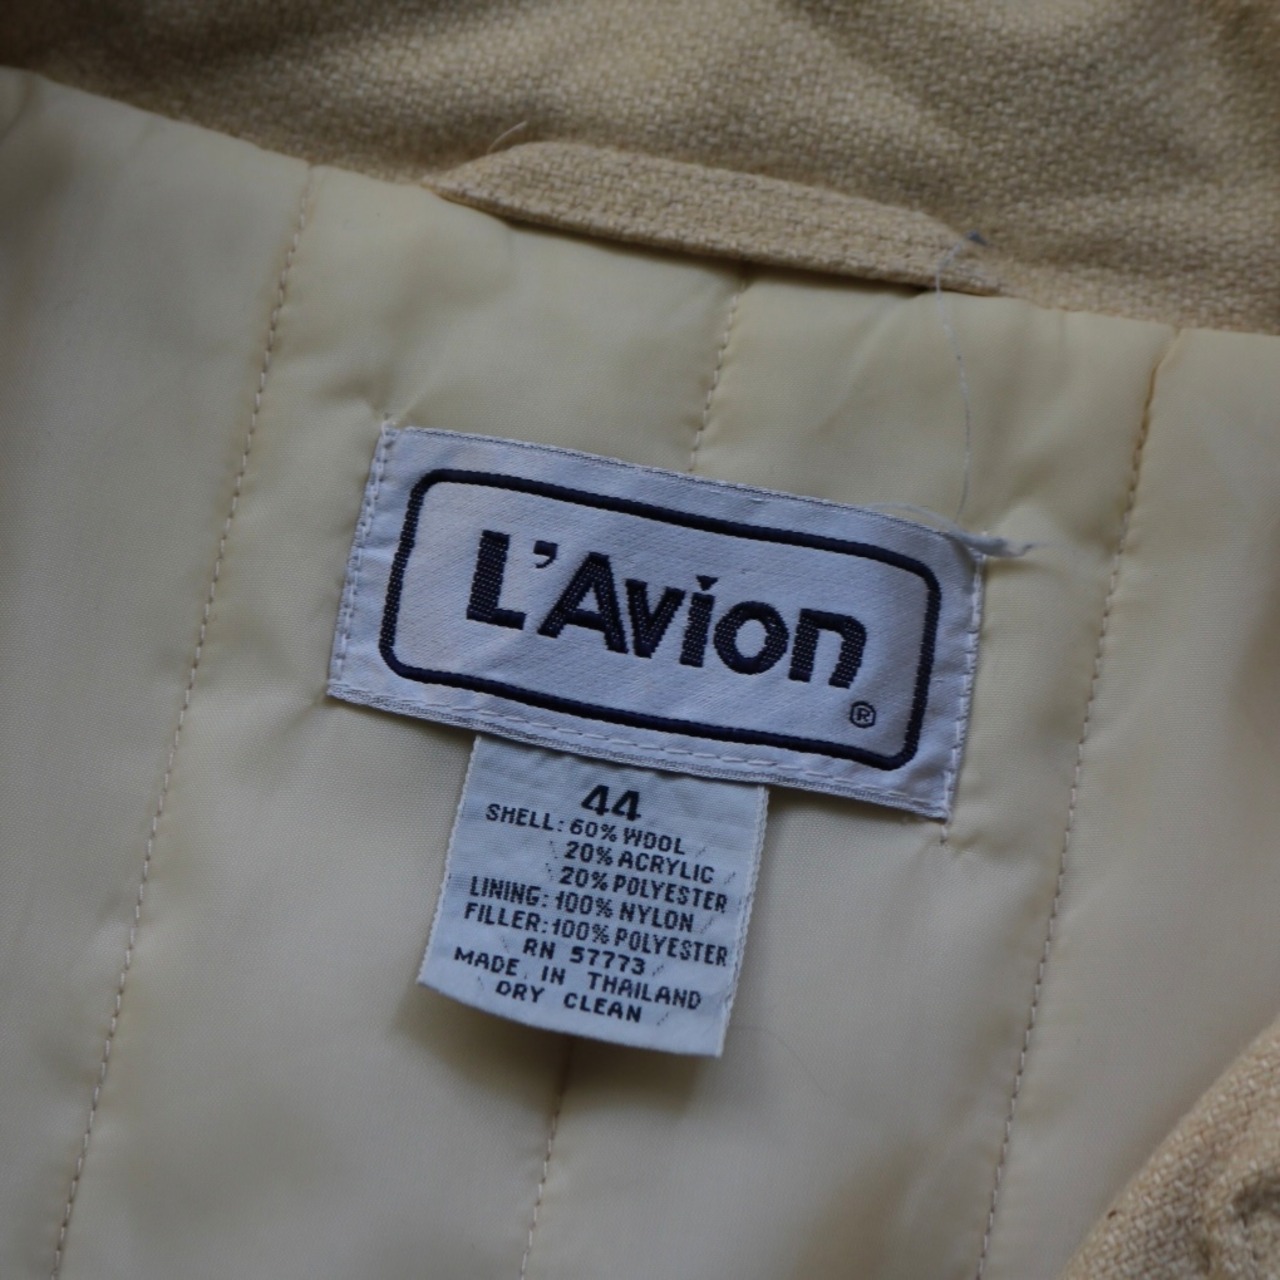 L'Avion
®
44
SHELL: 60% WOOL
20% ACRYLIC
20% POLYESTER
LINING: 100% NYLON
FILLER: 100% POLYESTER
RN 57773
MADE IN THAILAND
DRY CLEAN